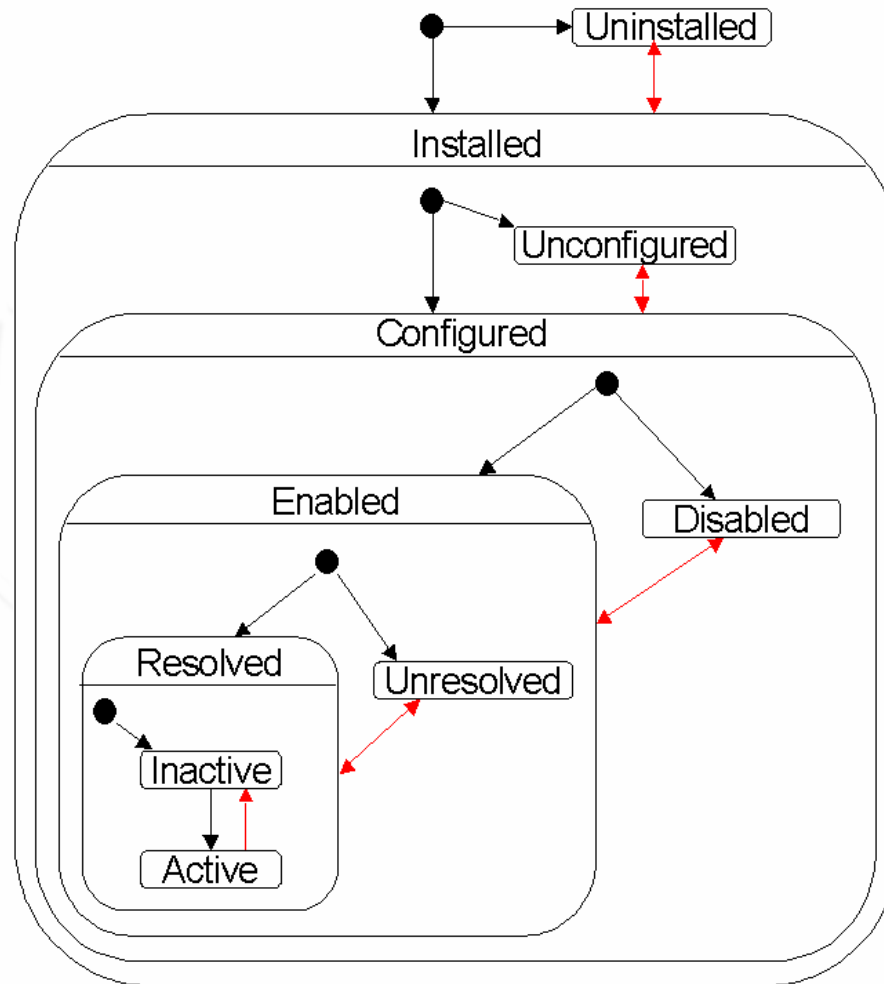 Uninstalled
Installed
Unconfigured
Configured
Enabled
Disabled
Resolved
Unresolved
Inactive
Active